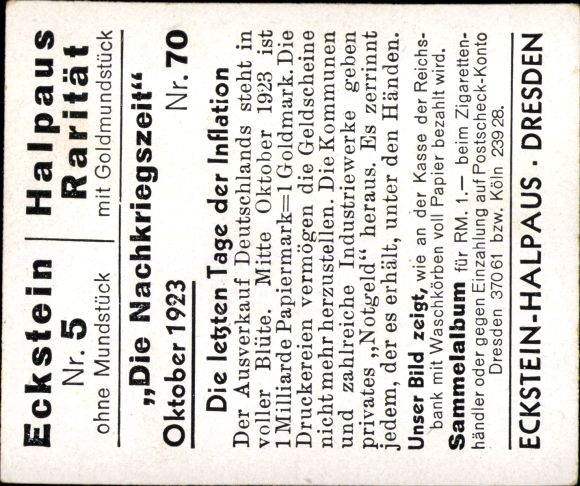 Eckstein Halpaus
Nr. 5 Rarität
ohne Mundstück mit Goldmundstück
„Die Nachkriegszeit“
Oktober 1923 Nr. 70
Die letzten Tage der Inflation
Der Ausverkauf Deutschlands steht in
voller Blüte. Mitte Oktober 1923 ist
1 Milliarde Papiermark=1 Goldmark. Die
Druckereien vermögen die Geldscheine
nicht mehr herzustellen. Die Kommunen
und zahlreiche Industriewerke geben
privates „Notgeld“ heraus. Es zerrinnt
jedem, der es erhält, unter den Händen.
Unser Bild zeigt, wie an der Kasse der Reichs-
bank mit Waschkörben voll Papier bezahlt wird.
Sammelalbum für RM. 1.— beim Zigaretten-
händler oder gegen Einzahlung auf Postscheck-Konto
Dresden 370 61 bzw. Köln 239 28.
ECKSTEIN-HALPAUS · DRESDEN